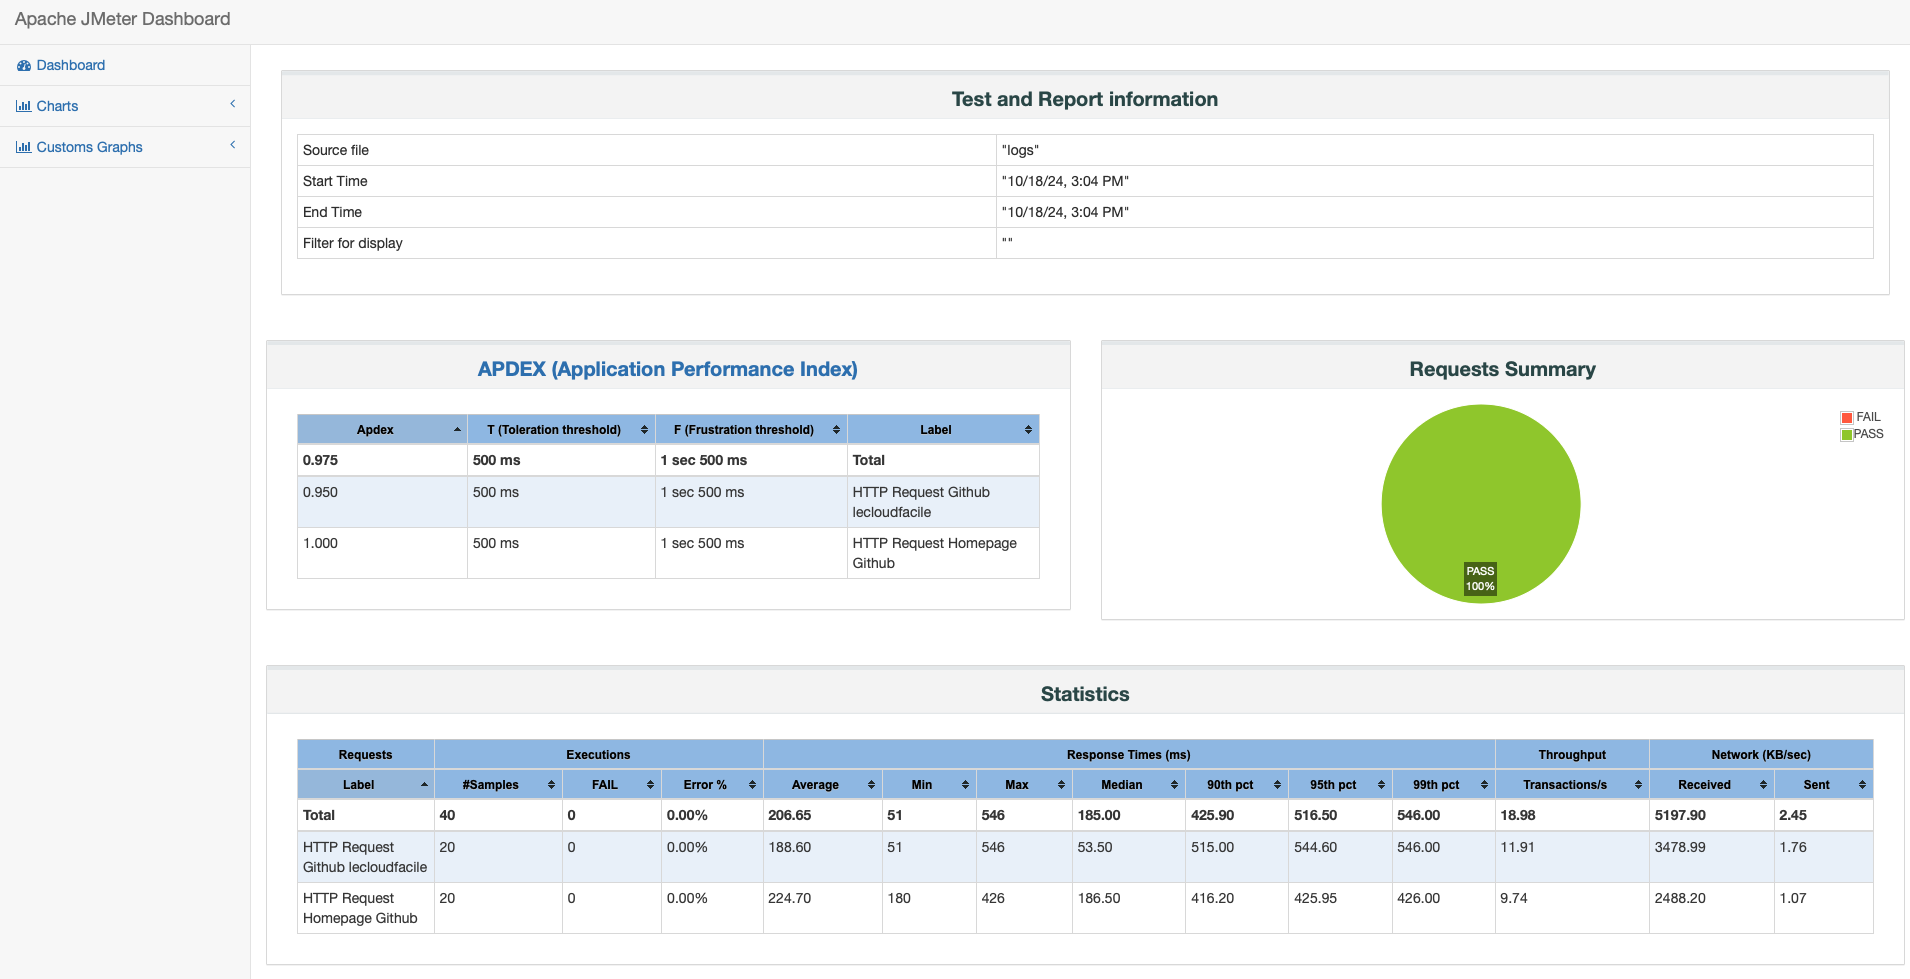 Apache JMeter Dashboard
Dashboard
Charts
Customs Graphs
Test and Report information
Source file "logs"
Start Time "10/18/24, 3:04 PM"
End Time "10/18/24, 3:04 PM"
Filter for display ""
APDEX (Application Performance Index)
Apdex T (Toleration threshold) F (Frustration threshold) Label
0.975 500 ms 1 sec 500 ms Total
0.950 500 ms 1 sec 500 ms HTTP Request Github
lecloudfacile
1.000 500 ms 1 sec 500 ms HTTP Request Homepage
Github
Requests Summary
FAIL
PASS
PASS
100%
Statistics
Requests Executions Response Times (ms) Throughput Network (KB/sec)
Label #Samples FAIL Error % Average Min Max Median 90th pct 95th pct 99th pct Transactions/s Received Sent
Total 40 0 0.00% 206.65 51 546 185.00 425.90 516.50 546.00 18.98 5197.90 2.45
HTTP Request 20 0 0.00% 188.60 51 546 53.50 515.00 544.60 546.00 11.91 3478.99 1.76
Github lecloudfacile
HTTP Request 20 0 0.00% 224.70 180 426 186.50 416.20 425.95 426.00 9.74 2488.20 1.07
Homepage Github